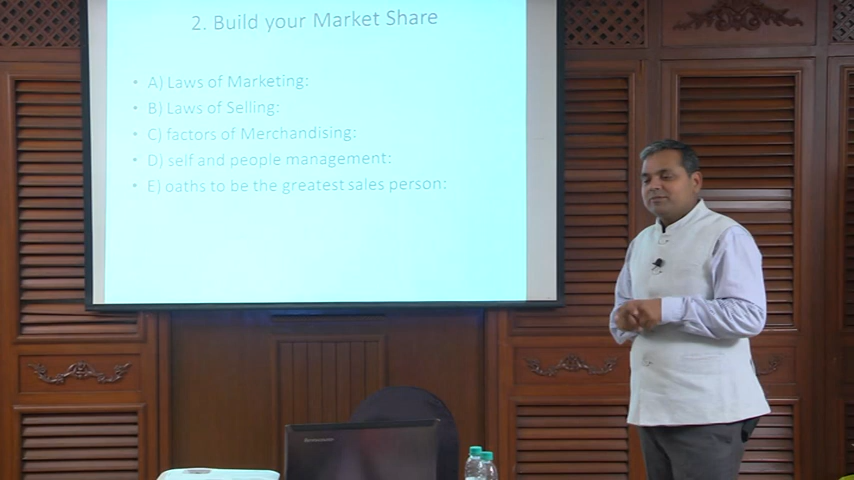 2. Build your Market Share
• A) Laws of Marketing:
• B) Laws of Selling:
• C) factors of Merchandising:
• D) self and people management:
• E) oaths to be the greatest sales person: